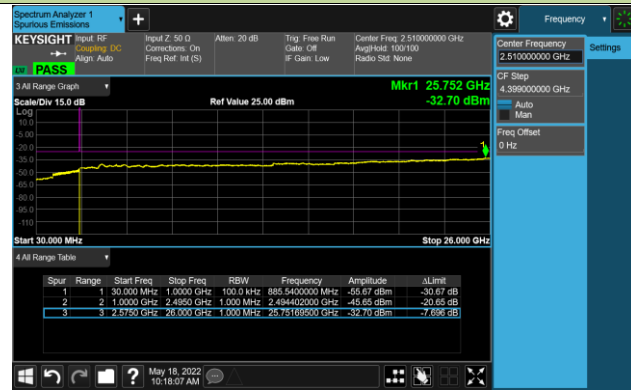 Spectrum Analyzer 1
Spurious Emissions
Frequency
KEYSIGHT
Input: RF
Coupling: DC
Align: Auto
Input Z: 50 Ω
Corrections: On
Freq Ref: Int (S)
Atten: 20 dB
Trig: Free Run
Gate: Off
IF Gain: Low
Center Freq: 2.510000000 GHz
Avg|Hold: 100/100
Radio Std: None
PASS
Center Frequency
2.510000000 GHz
Settings
CF Step
4.399000000 GHz
Auto
Man
Freq Offset
0 Hz
3 All Range Graph
Mkr1 25.752 GHz
Scale/Div 15.0 dB
Ref Value 25.00 dBm
-32.70 dBm
Log
10.0
-5.00
-20.0
-35.0
-50.0
-65.0
-80.0
-95.0
-110
1
Start 30.000 MHz
Stop 26.000 GHz
4 All Range Table
Spur Range Start Freq Stop Freq RBW Frequency Amplitude ΔLimit
1 1 30.000 MHz 1.0000 GHz 100.0 kHz 885.5400000 MHz -55.67 dBm -30.67 dB
2 2 1.0000 GHz 2.4950 GHz 1.000 MHz 2.494402000 GHz -45.65 dBm -20.65 dB
3 3 2.5750 GHz 26.000 GHz 1.000 MHz 25.75169500 GHz -32.70 dBm -7.696 dB
May 18, 2022
10:18:07 AM